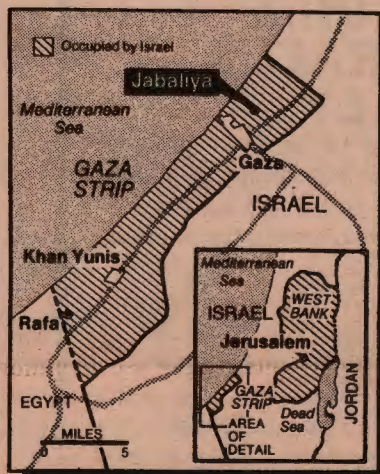 Occupied by Israel
Jabaliya
Mediterranean
Sea
Gaza
GAZA
STRIP
ISRAEL
Khan Yunis
Rafa
EGYPT
MILES
0 5
Mediterranean
Sea
ISRAEL
WEST
BANK
Jerusalem
JORDAN
GAZA
STRIP
Dead
Sea
AREA
OF
DETAIL